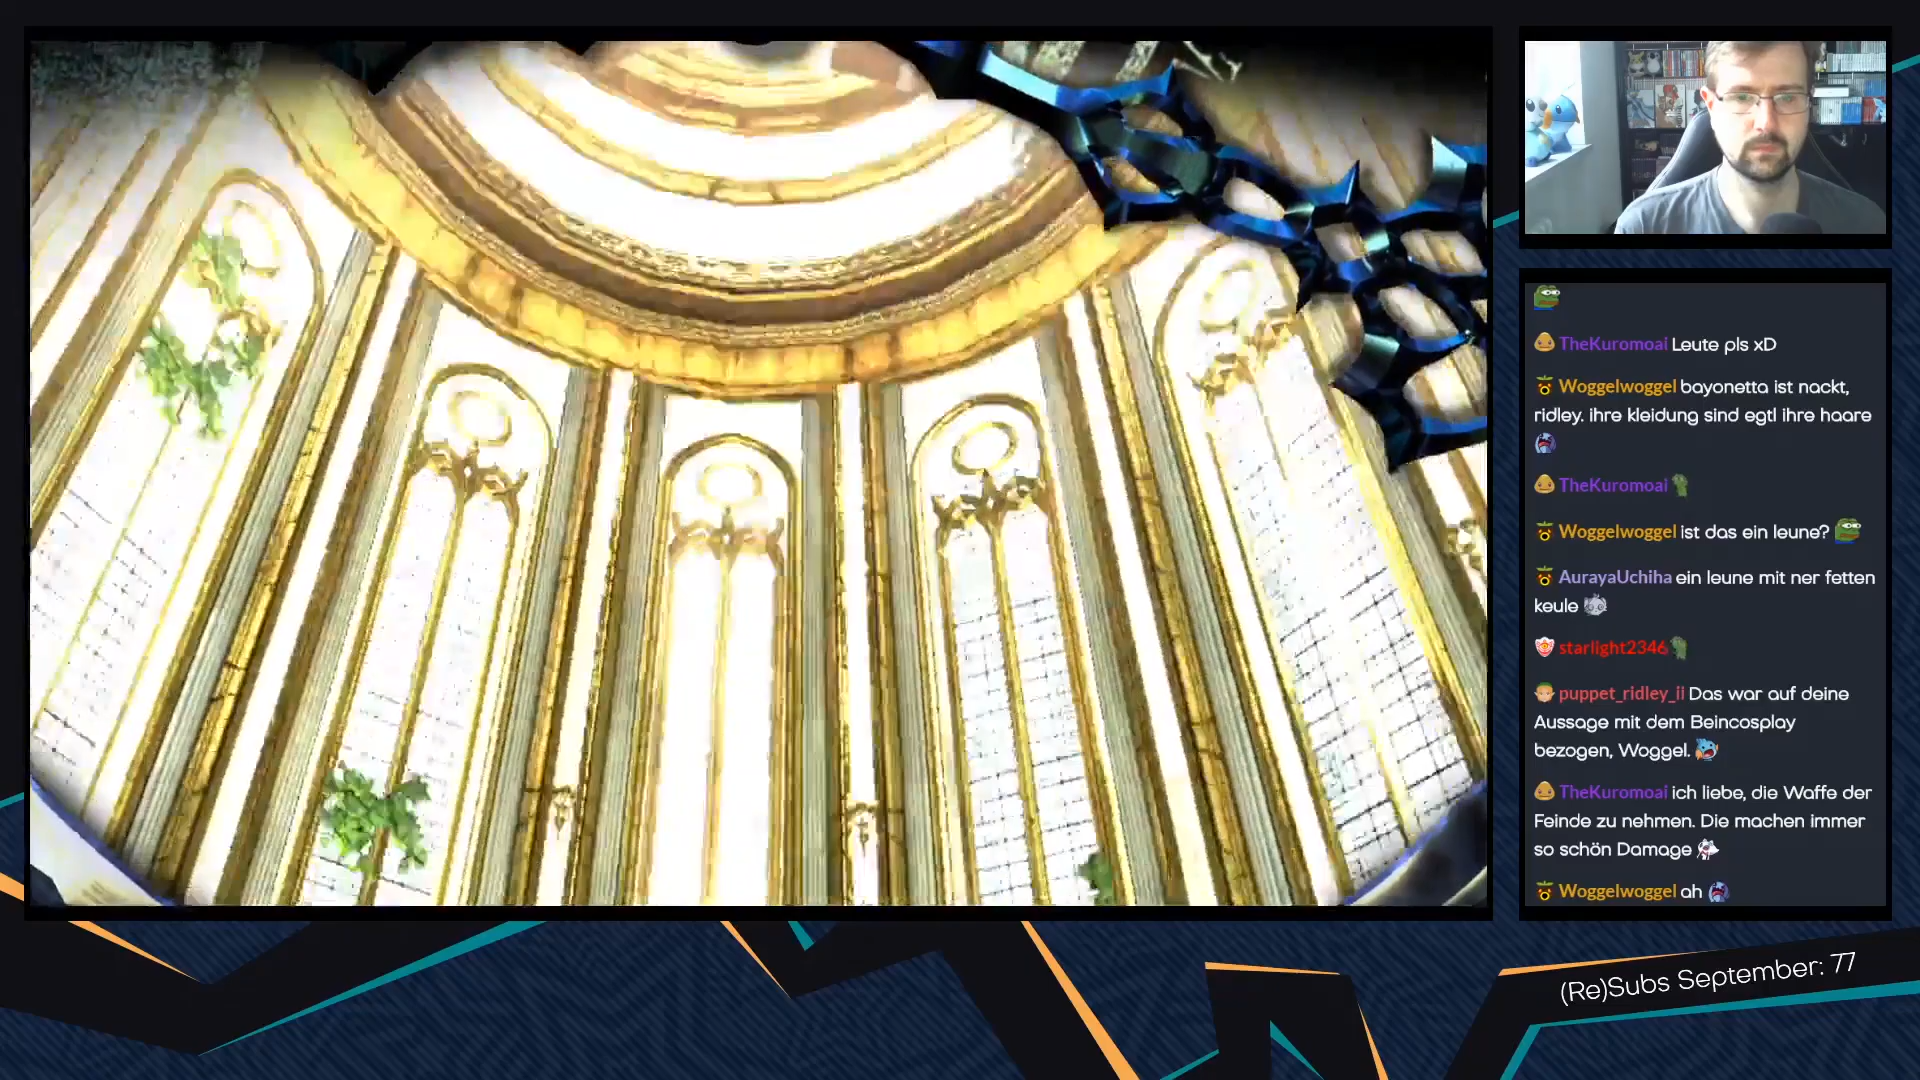 TheKuromoai Leute pls xD
Woggelwoggel bayonetta ist nackt,
ridley. ihre kleidung sind egtl ihre haare
TheKuromoai
Woggelwoggel ist das ein leune?
AurayaUchiha ein leune mit ner fetten
keule
starlight2346
puppet_ridley_ii Das war auf deine
Aussage mit dem Beincosplay
bezogen, Woggel.
TheKuromoai ich liebe, die Waffe der
Feinde zu nehmen. Die machen immer
so schön Damage
Woggelwoggel ah
(Re)Subs September: 77